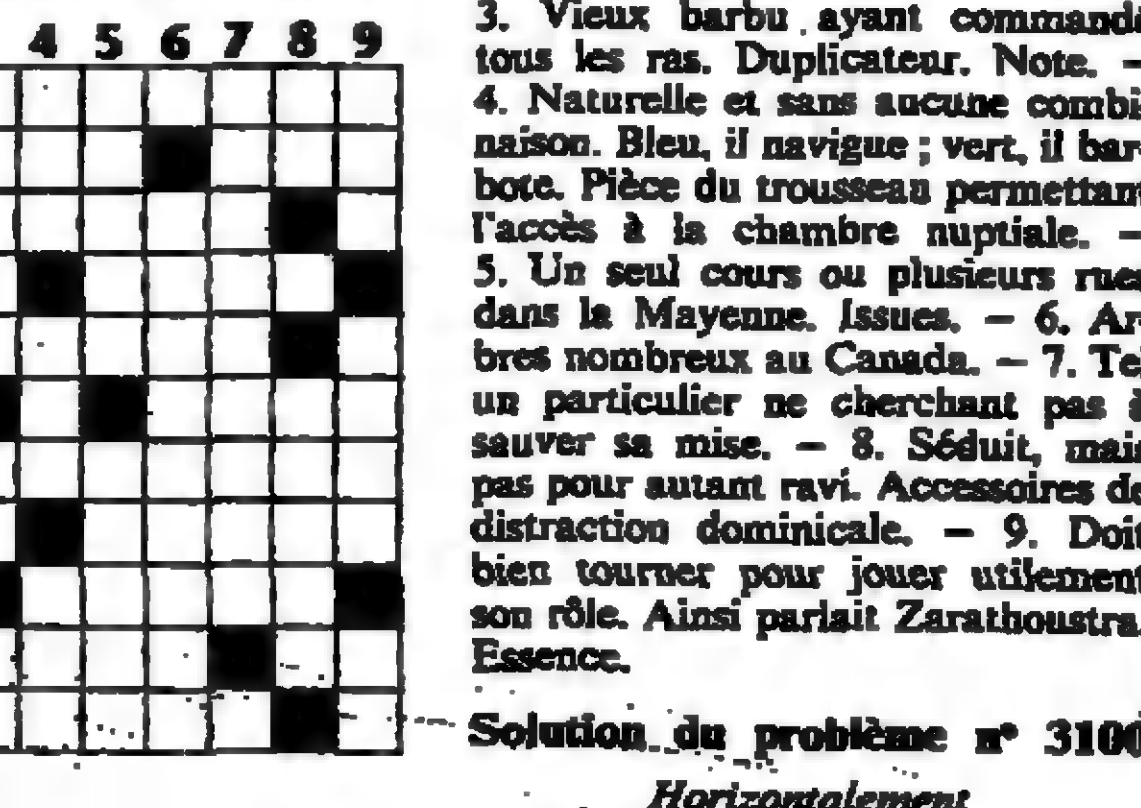 4 5 6 7 8 9
3. Vieux barbu ayant commandé
tous les ras. Duplicateur. Note. –
4. Naturelle et sans aucune combi-
naison. Bleu, il navigue ; vert, il bar-
bote. Pièce du trousseau permettant
l'accès à la chambre nuptiale. –
5. Un seul cours ou plusieurs rues
dans la Mayenne. Issues. – 6. Ar-
bres nombreux au Canada. – 7. Tel
un particulier ne cherchant pas à
sauver sa mise. – 8. Séduit, mais
pas pour autant ravi. Accessoires de
distraction dominicale. – 9. Doit
bien tourner pour jouer utilement
son rôle. Ainsi parlait Zarathoustra.
Essence.
Solution du problème n° 3100
Horizontalement